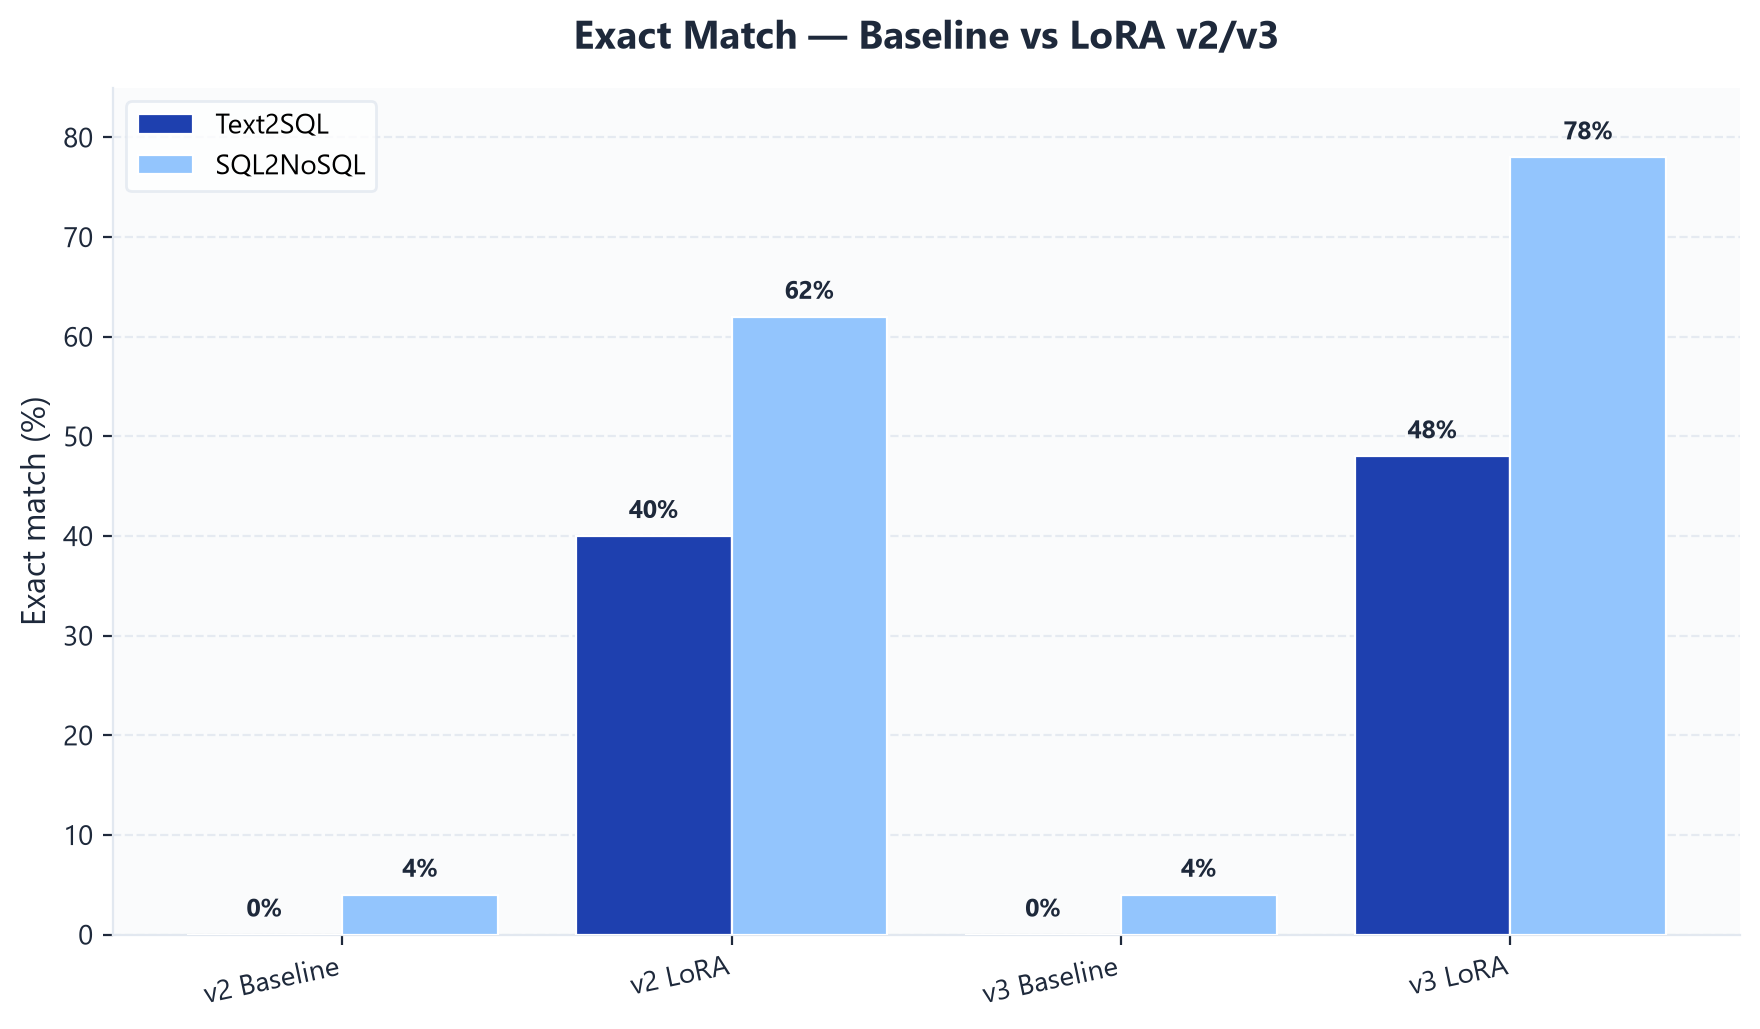 Exact Match — Baseline vs LoRA v2/v3
Text2SQL
SQL2NoSQL
Exact match (%)
80
70
60
50
40
30
20
10
0
0%
4%
40%
62%
0%
4%
48%
78%
v2 Baseline
v2 LoRA
v3 Baseline
v3 LoRA